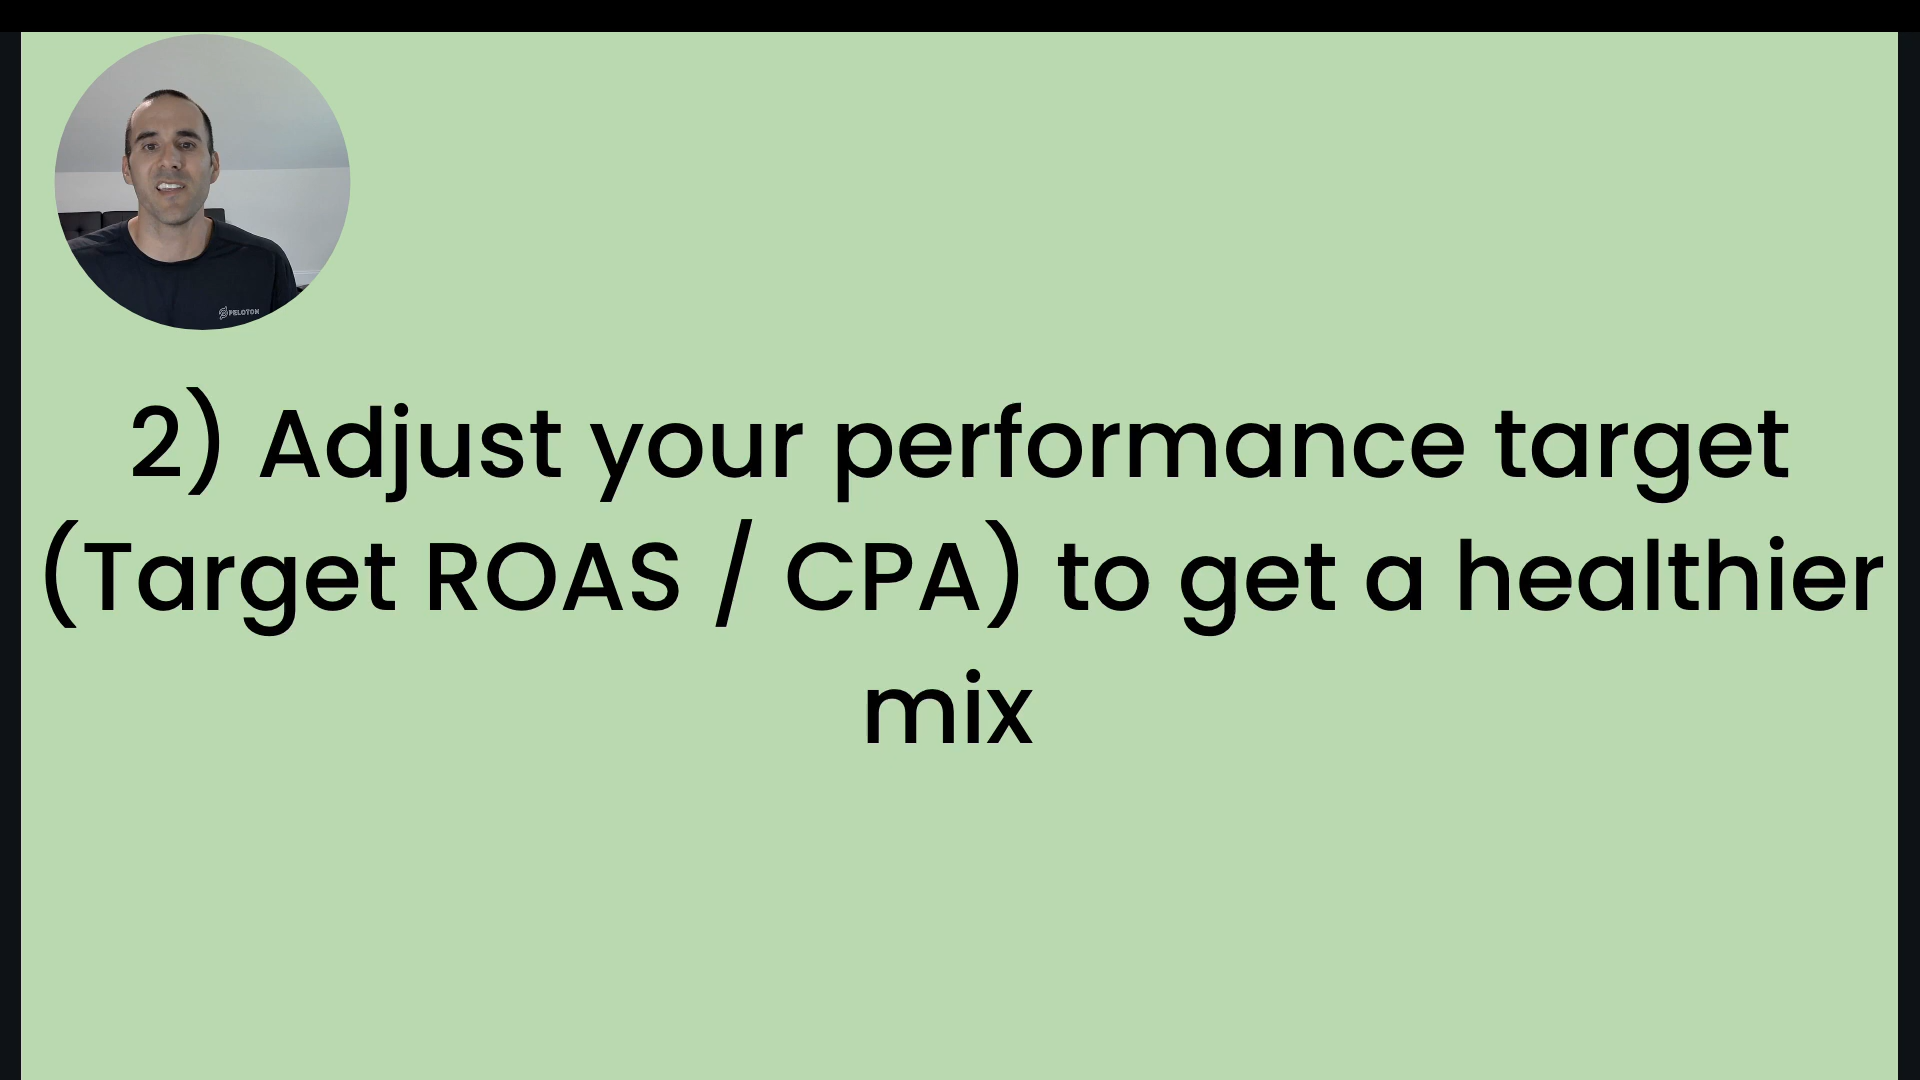 PELOTON
2) Adjust your performance target
(Target ROAS / CPA) to get a healthier
mix